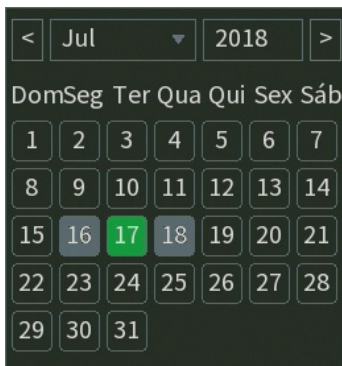 < Jul 2018 >
Dom Seg Ter Qua Qui Sex Sáb
1 2 3 4 5 6 7
8 9 10 11 12 13 14
15 16 17 18 19 20 21
22 23 24 25 26 27 28
29 30 31